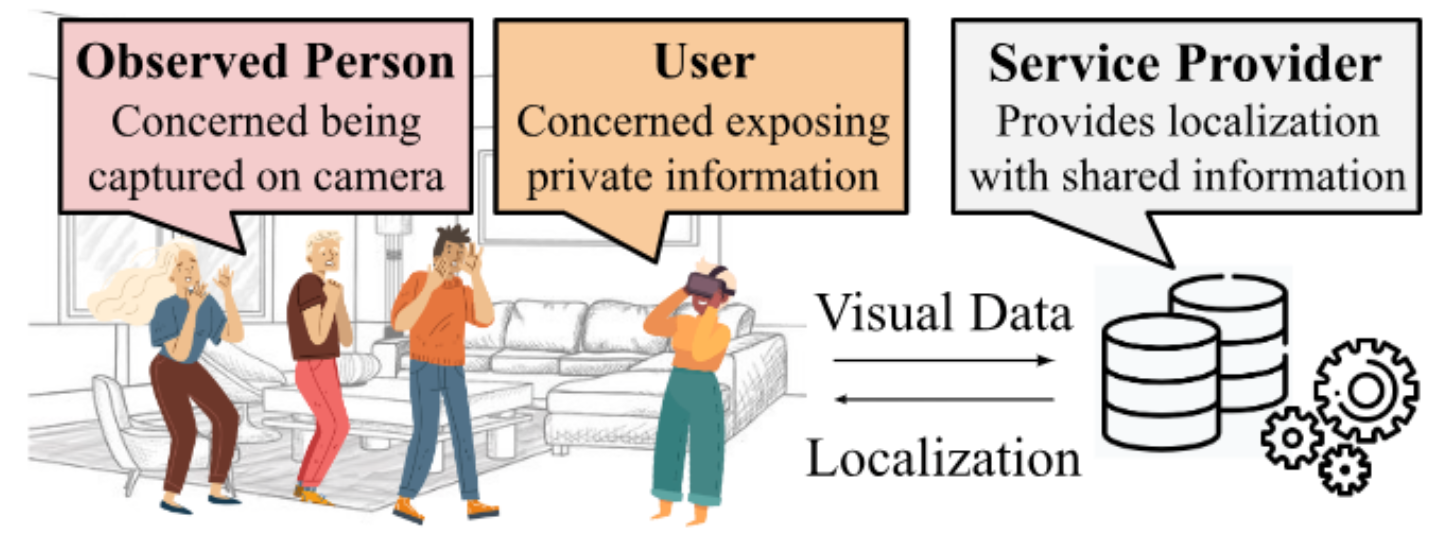 Observed Person
Concerned being
captured on camera
User
Concerned exposing
private information
Service Provider
Provides localization
with shared information
Visual Data
Localization